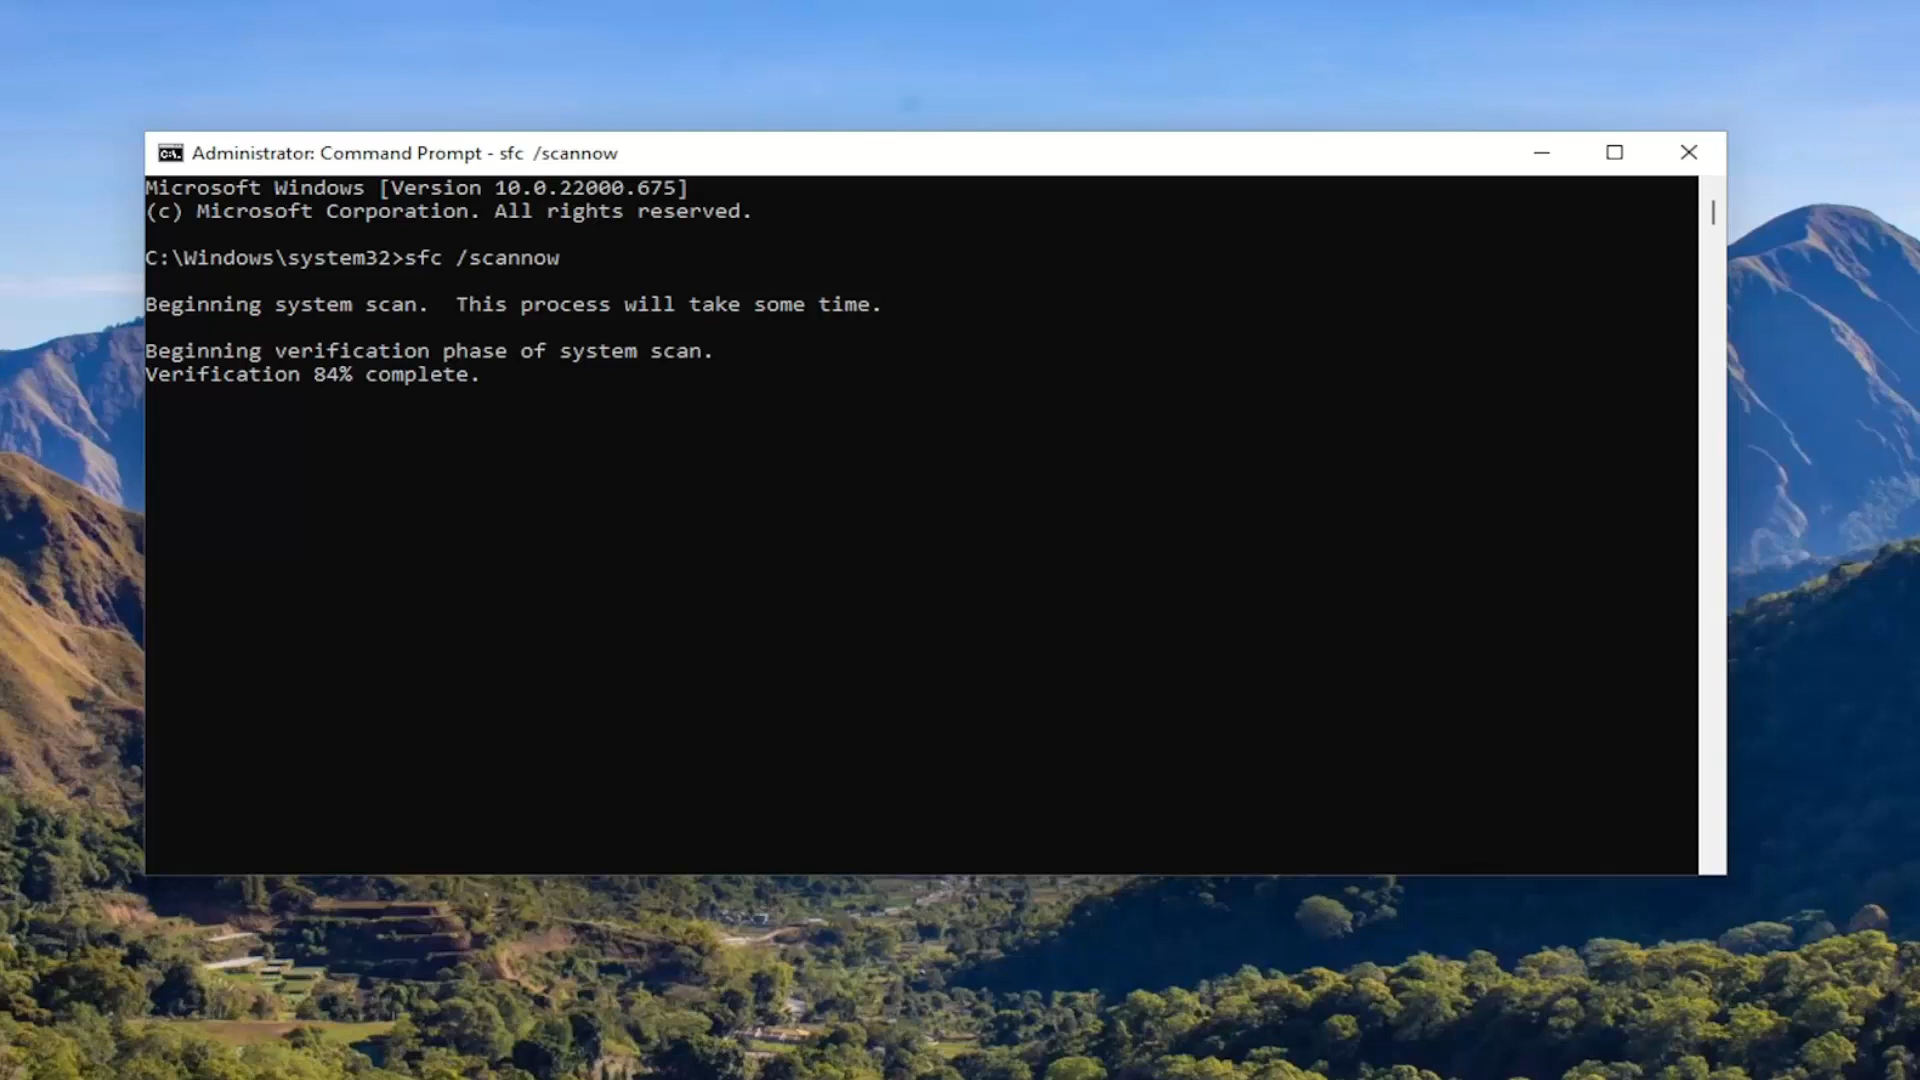 Administrator: Command Prompt - sfc  /scannow
Microsoft Windows [Version 10.0.22000.675]
(c) Microsoft Corporation. All rights reserved.
C:\Windows\system32>sfc /scannow
Beginning system scan.  This process will take some time.
Beginning verification phase of system scan.
Verification 84% complete.